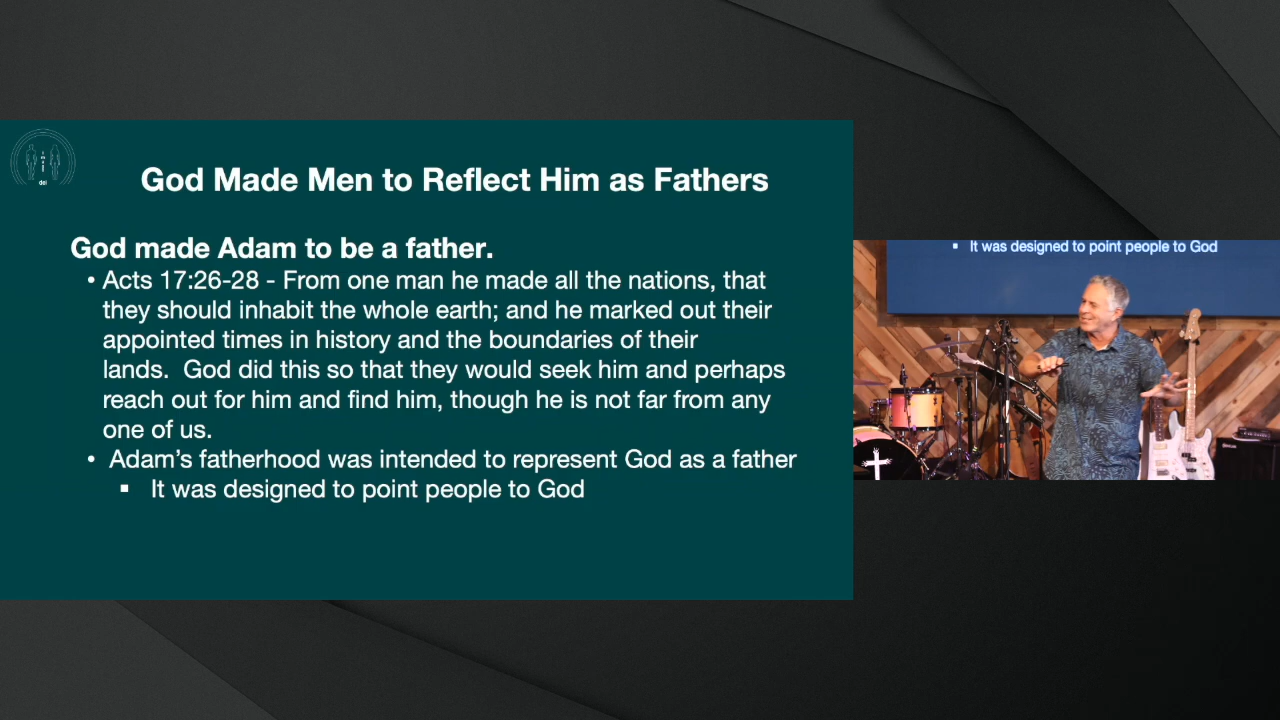 dei
God Made Men to Reflect Him as Fathers
God made Adam to be a father.
• Acts 17:26-28 - From one man he made all the nations, that
they should inhabit the whole earth; and he marked out their
appointed times in history and the boundaries of their
lands.  God did this so that they would seek him and perhaps
reach out for him and find him, though he is not far from any
one of us.
• Adam’s fatherhood was intended to represent God as a father
▪ It was designed to point people to God
▪ It was designed to point people to God